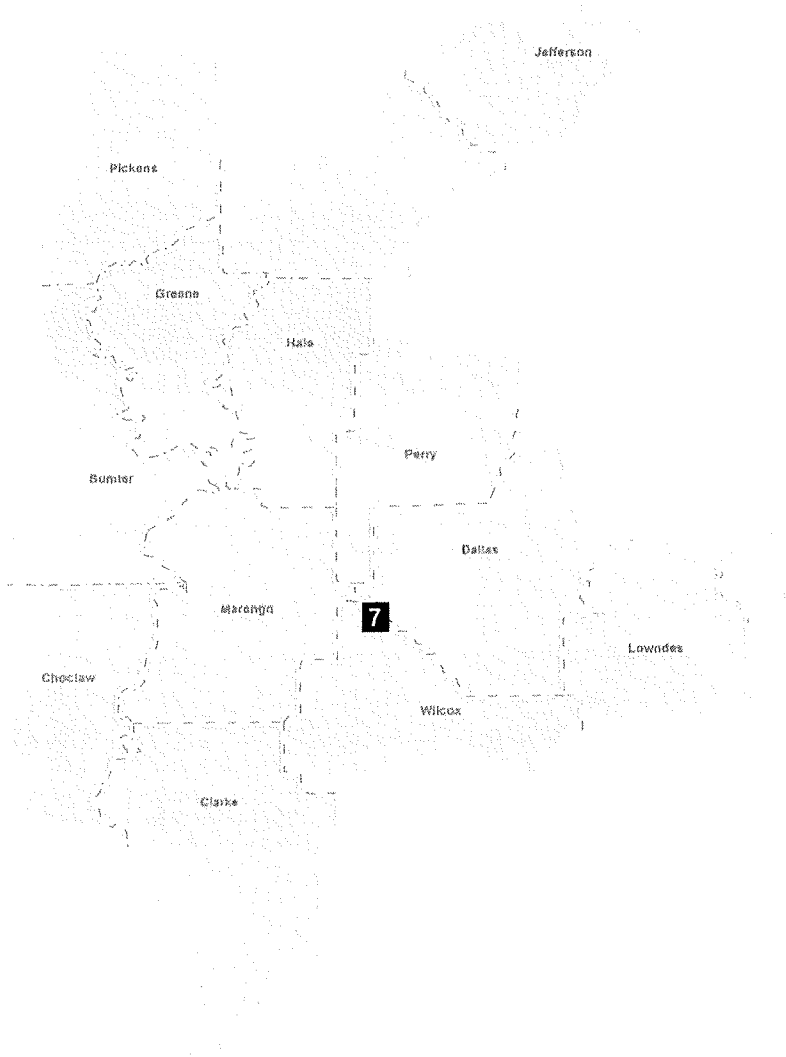 Jefferson
Pickens
Greene
Hale
Perry
Sumter
Dallas
Marengo
7
Lowndes
Choctaw
Wilcox
Clarke